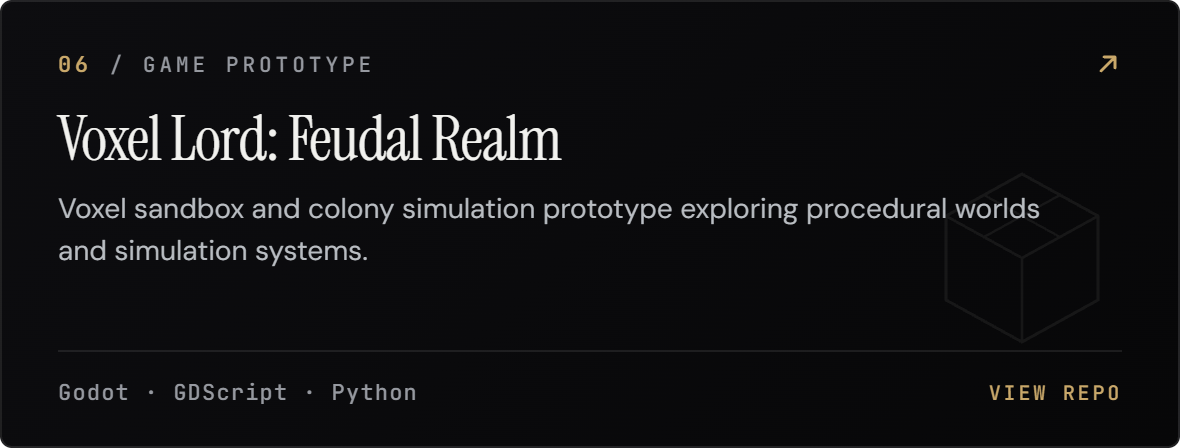 06 / GAME PROTOTYPE
Voxel Lord: Feudal Realm
Voxel sandbox and colony simulation prototype exploring procedural worlds
and simulation systems.
Godot · GDScript · Python
VIEW REPO